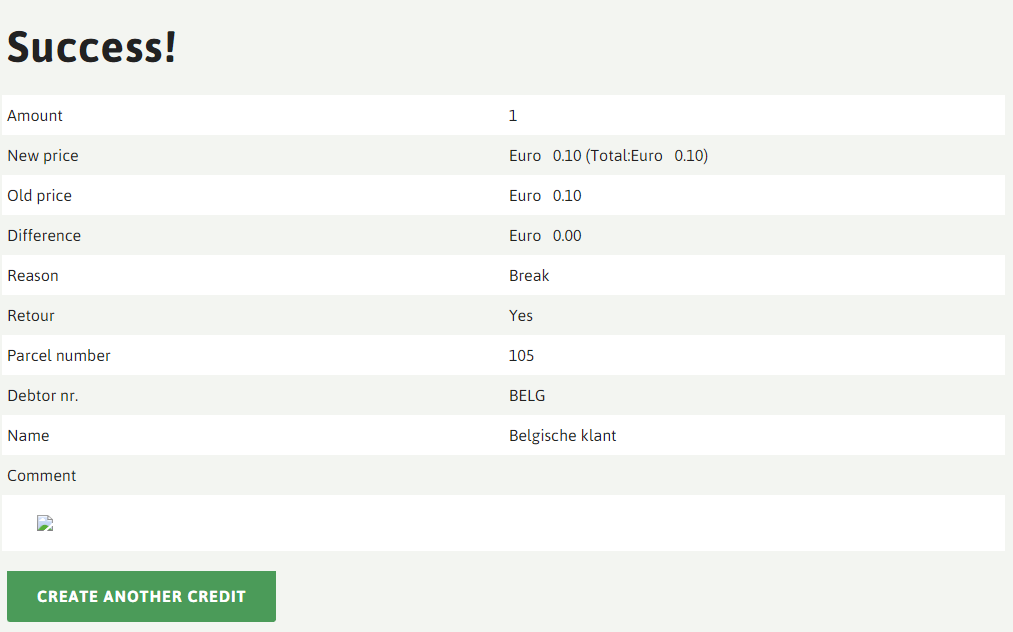 Success!
Amount 1
New price Euro 0.10 (Total:Euro 0.10)
Old price Euro 0.10
Difference Euro 0.00
Reason Break
Retour Yes
Parcel number 105
Debtor nr. BELG
Name Belgische klant
Comment
CREATE ANOTHER CREDIT